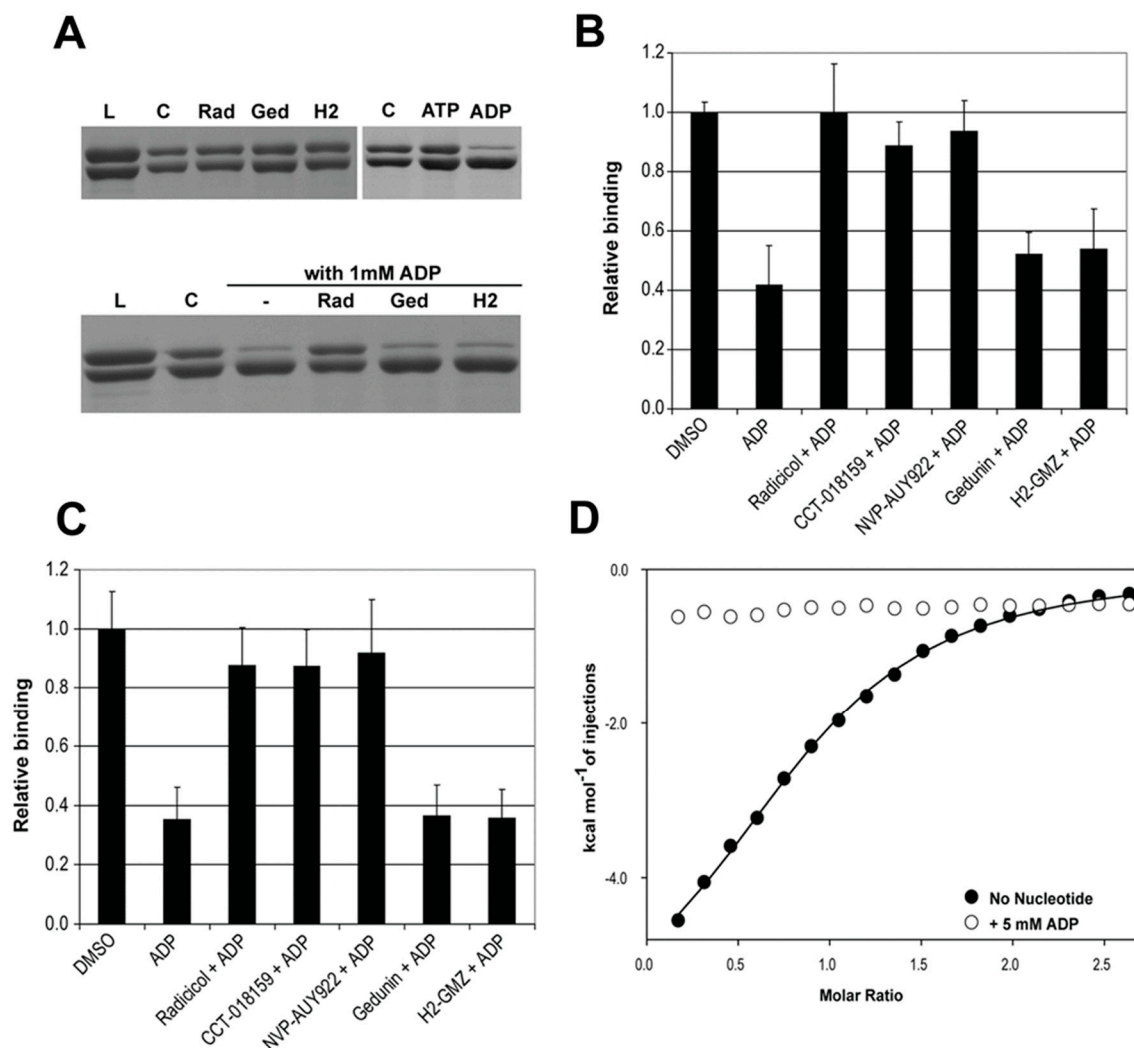 A
L C Rad Ged H2 C ATP ADP
with 1mM ADP
L C - Rad Ged H2
B
1.2
1.0
0.8
0.6
0.4
0.2
0.0
Relative binding
DMSO
ADP
Radicicol + ADP
CCT-018159 + ADP
NVP-AUY922 + ADP
Gedunin + ADP
H2-GMZ + ADP
C
1.2
1.0
0.8
0.6
0.4
0.2
0.0
Relative binding
DMSO
ADP
Radicicol + ADP
CCT-018159 + ADP
NVP-AUY922 + ADP
Gedunin + ADP
H2-GMZ + ADP
D
0.0
-2.0
-4.0
kcal mol⁻¹ of injections
No Nucleotide
+ 5 mM ADP
0.0 0.5 1.0 1.5 2.0 2.5
Molar Ratio